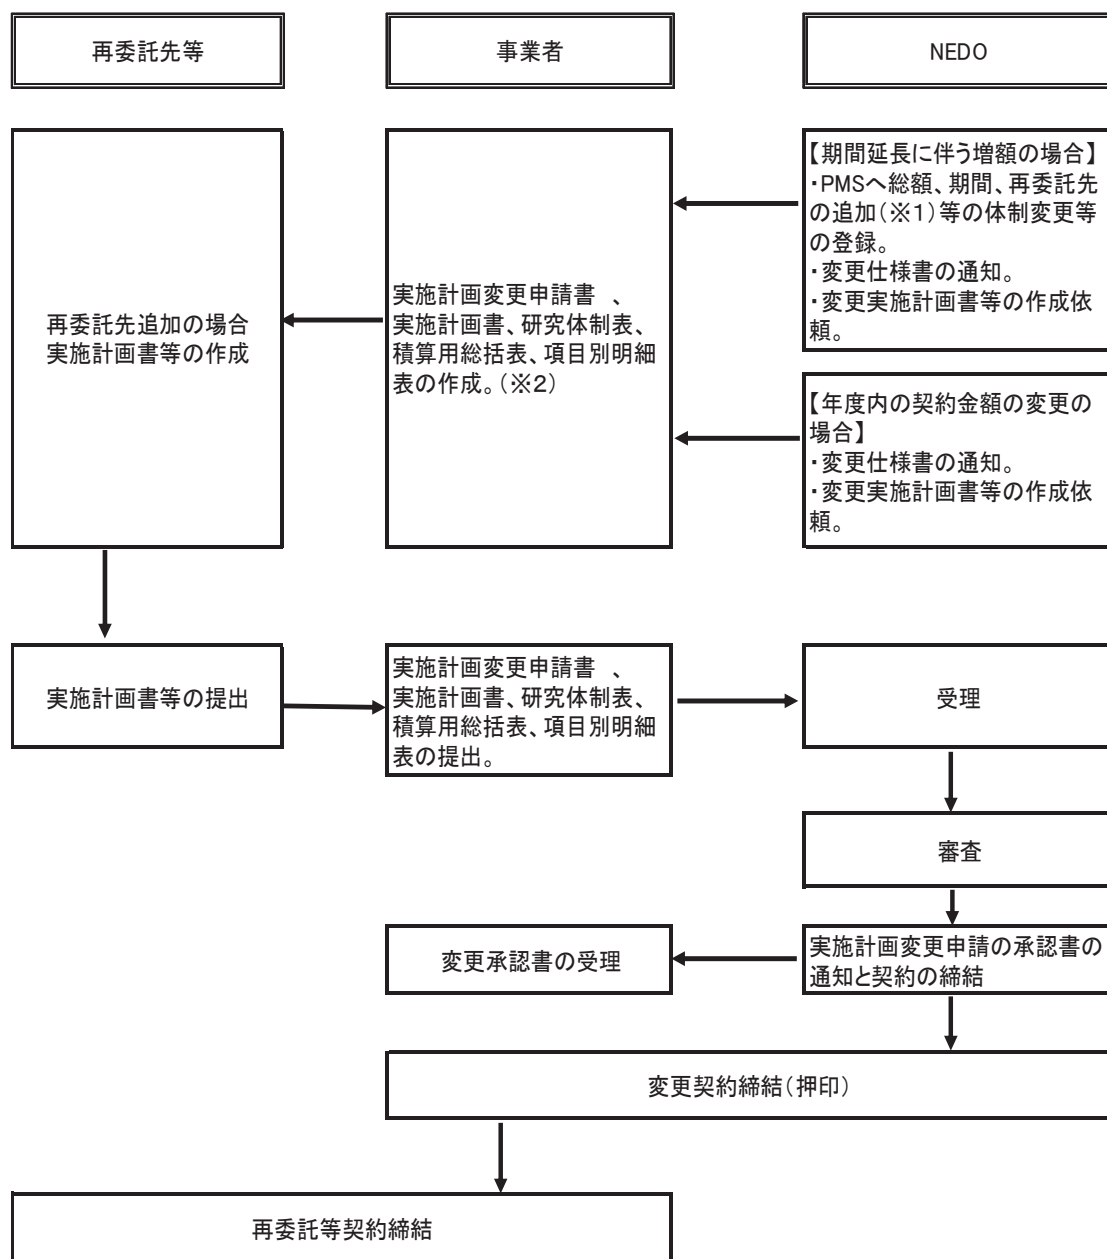 再委託先等
事業者
NEDO
再委託先追加の場合
実施計画書等の作成
実施計画変更申請書　、
実施計画書、研究体制表、
積算用総括表、項目別明細
表の作成。(※2)
【期間延長に伴う増額の場合】
・PMSへ総額、期間、再委託先
の追加(※1)等の体制変更等
の登録。
・変更仕様書の通知。
・変更実施計画書等の作成依
頼。
【年度内の契約金額の変更の
場合】
・変更仕様書の通知。
・変更実施計画書等の作成依
頼。
実施計画書等の提出
実施計画変更申請書　、
実施計画書、研究体制表、
積算用総括表、項目別明細
表の提出。
受理
審査
変更承認書の受理
実施計画変更申請の承認書の
通知と契約の締結
変更契約締結(押印)
再委託等契約締結